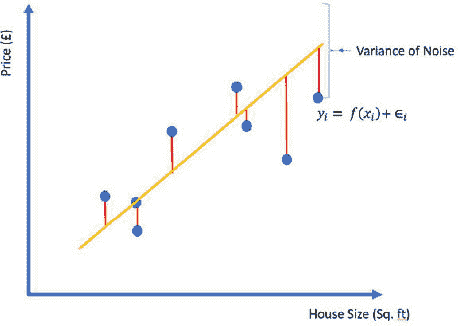 Price (£)
Variance of Noise
yᵢ = f(xᵢ) + ϵᵢ
House Size (Sq. ft)